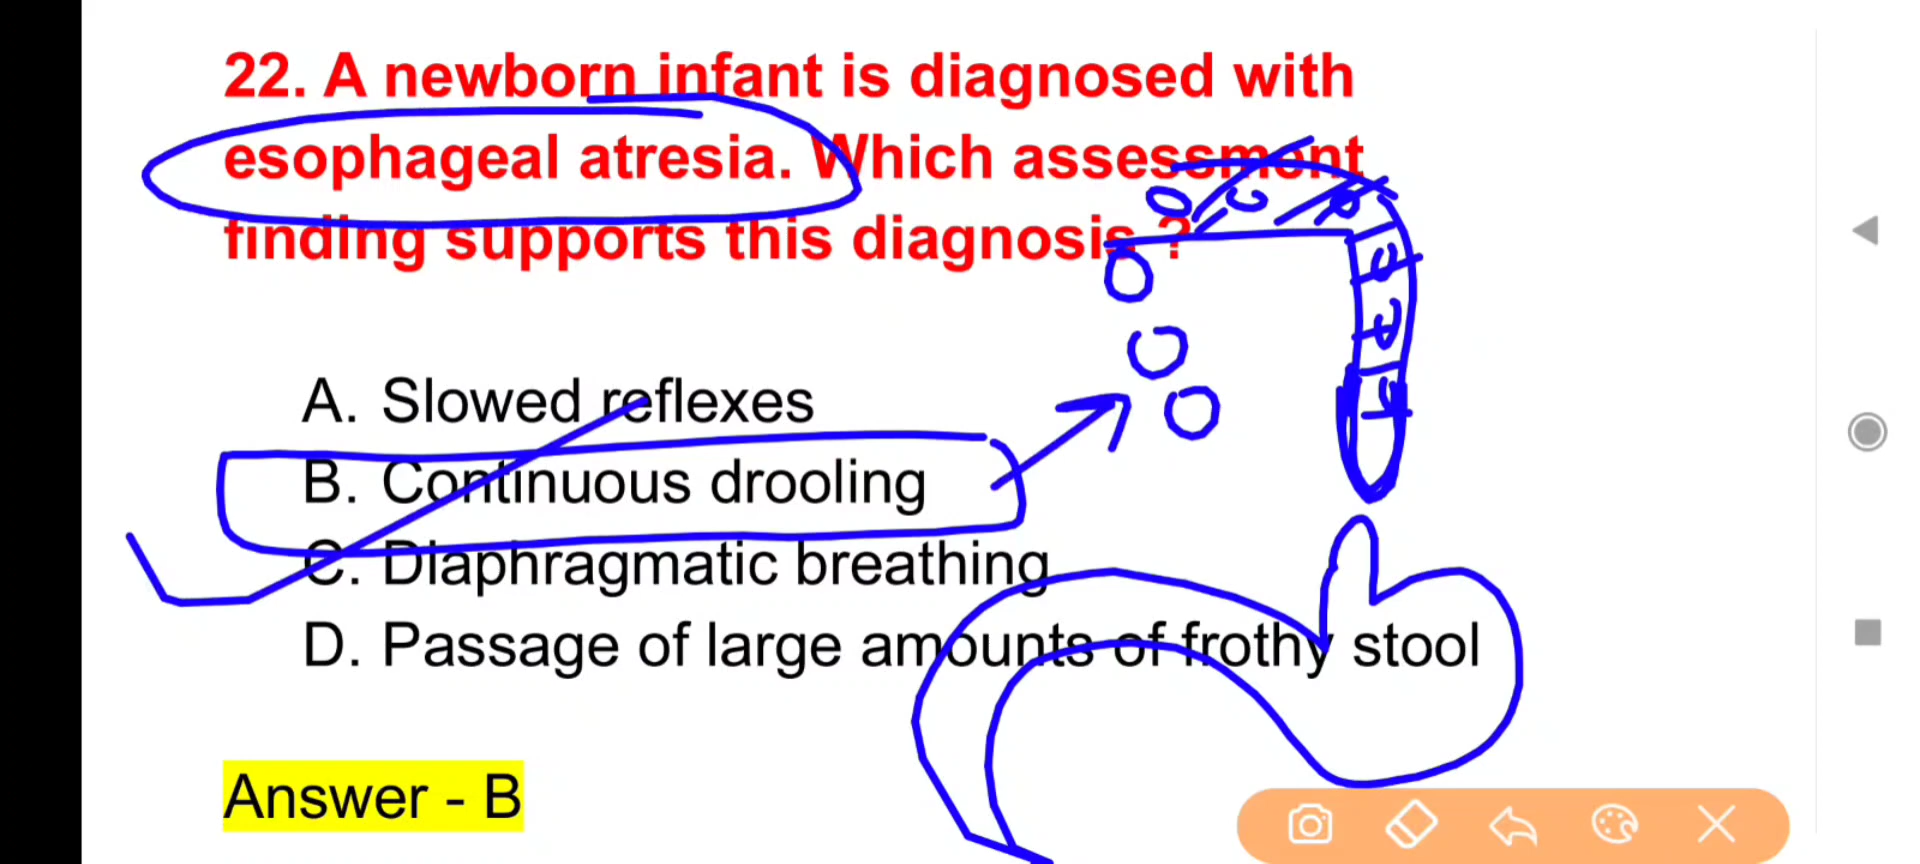 22. A newborn infant is diagnosed with
esophageal atresia. Which assessment
finding supports this diagnosis ?
A. Slowed reflexes
B. Continuous drooling
C. Diaphragmatic breathing
D. Passage of large amounts of frothy stool
Answer - B